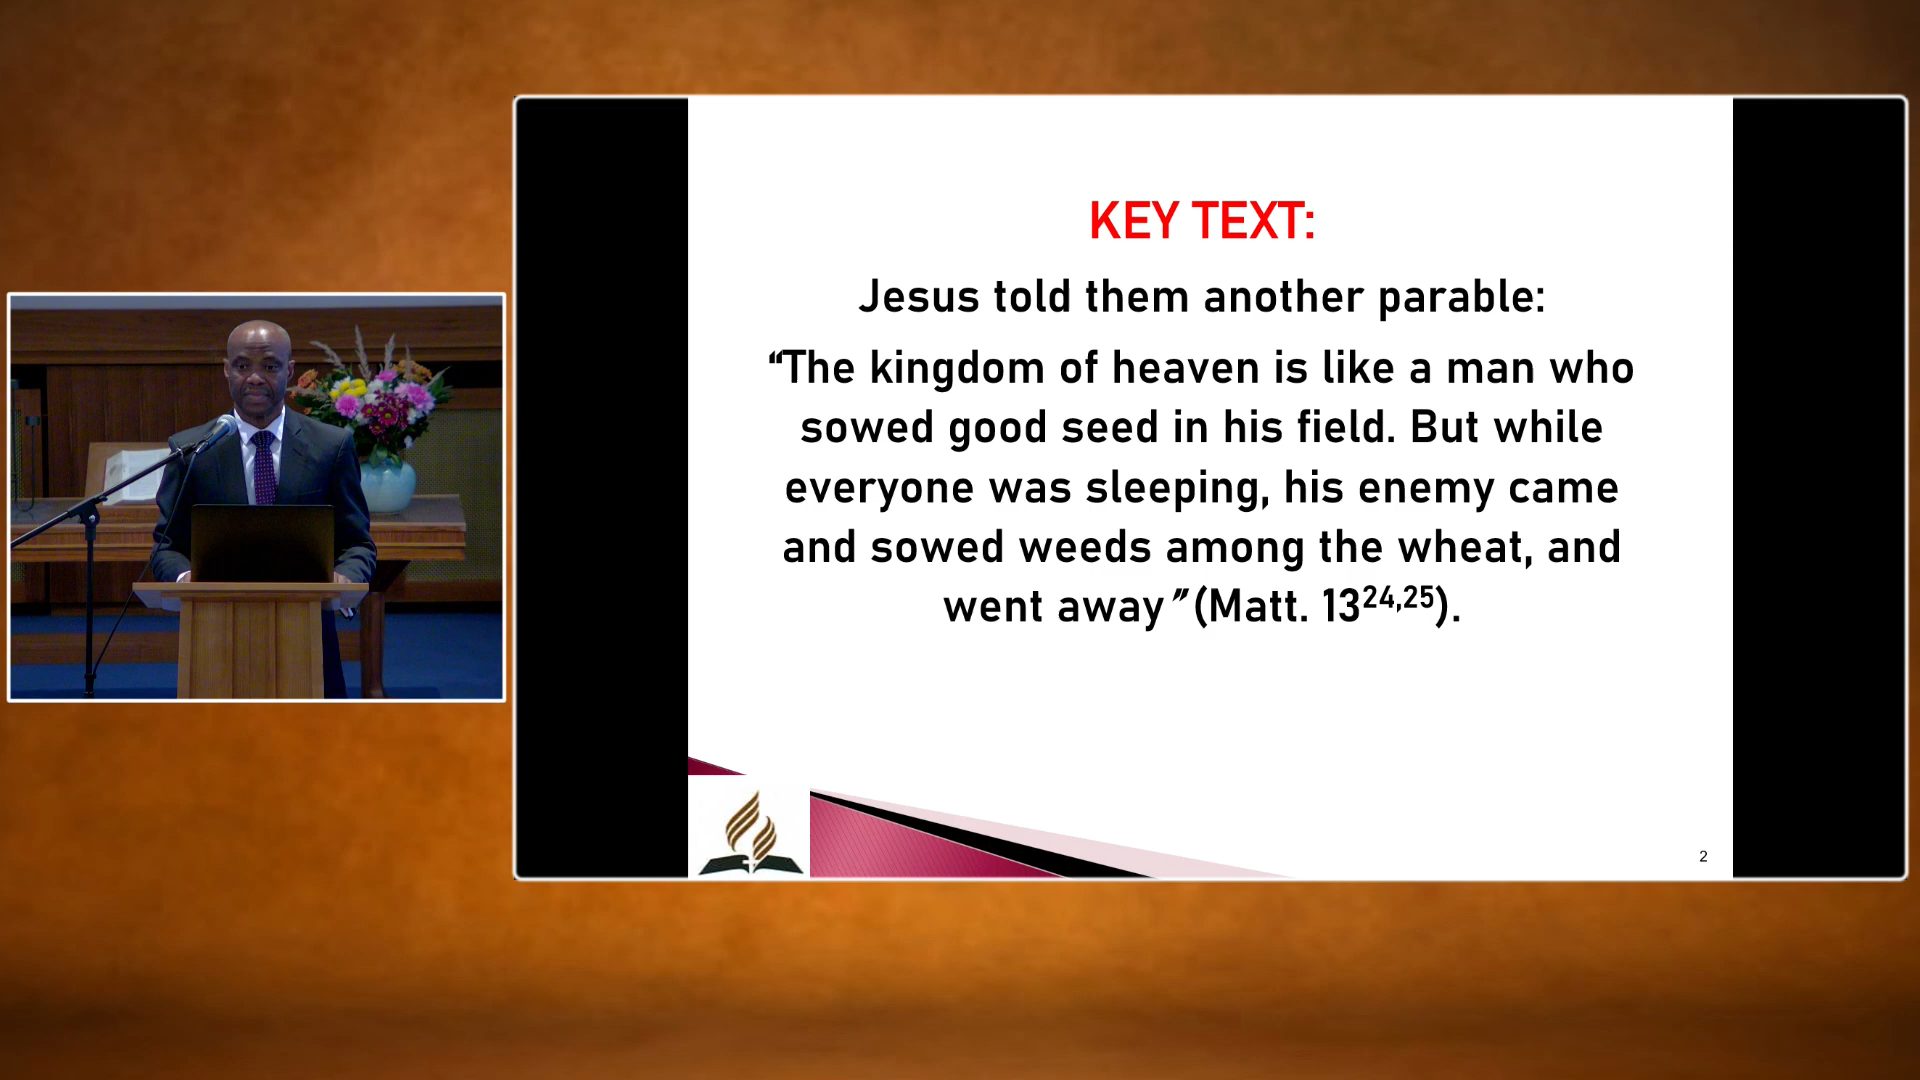 KEY TEXT:
Jesus told them another parable:
“The kingdom of heaven is like a man who
sowed good seed in his field. But while
everyone was sleeping, his enemy came
and sowed weeds among the wheat, and
went away” (Matt. 13²⁴,²⁵).
2